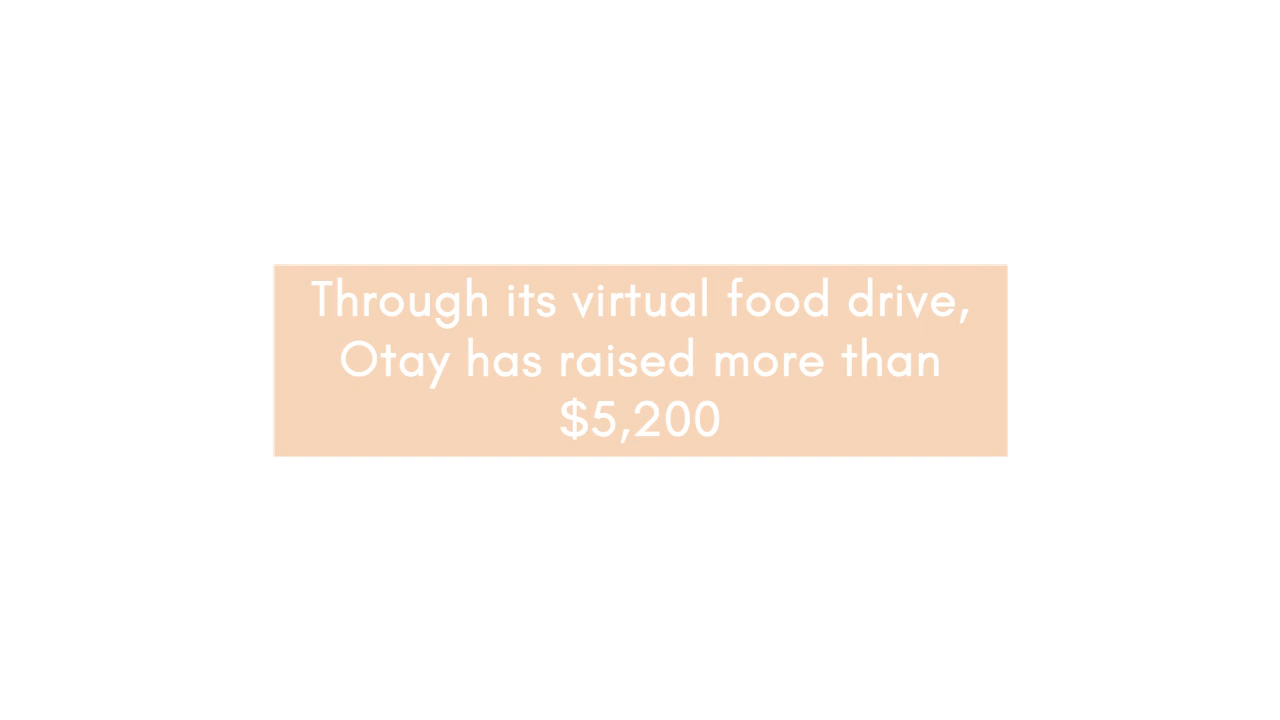 Through its virtual food drive,
Otay has raised more than
$5,200